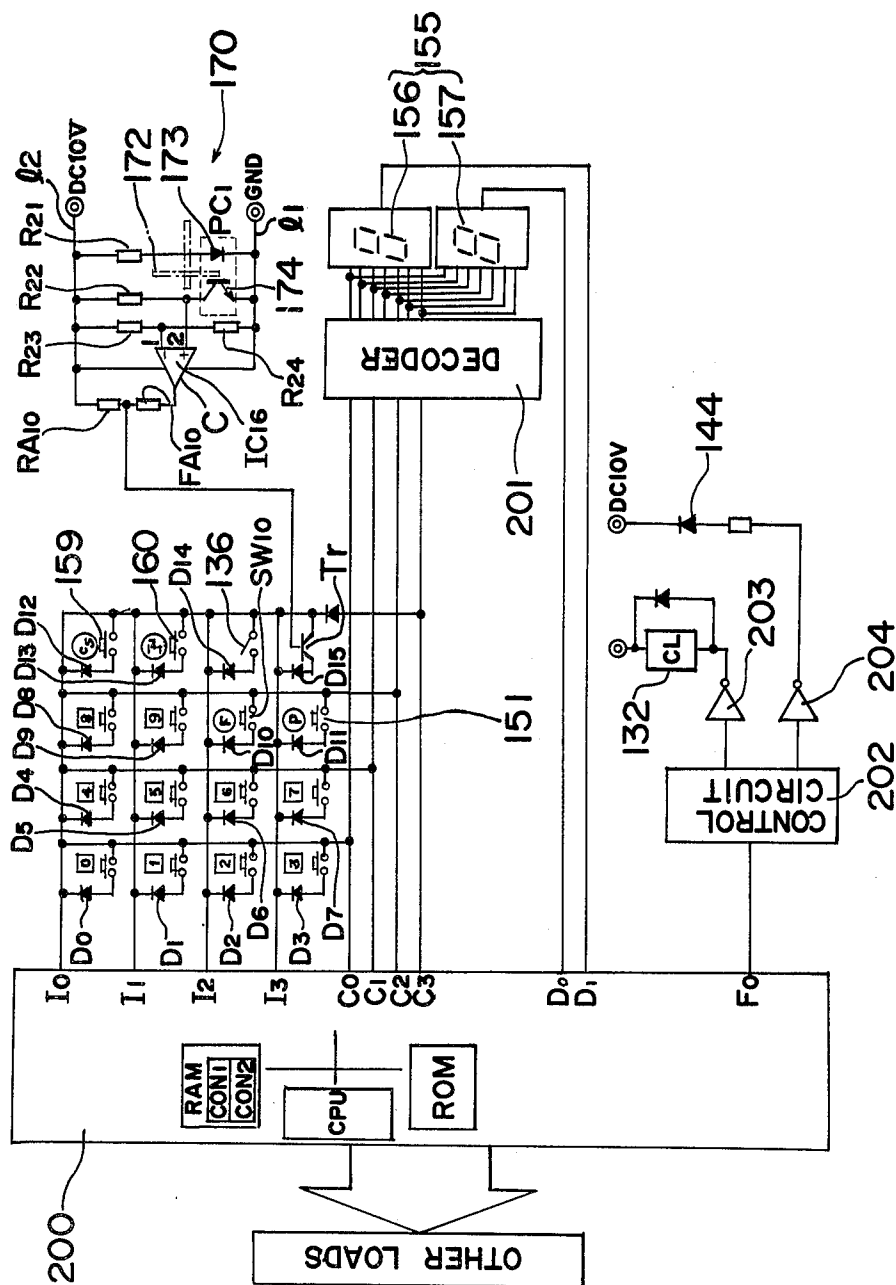 DC10V
ℓ2
R21
172
173
R22
PC1
170
R23
GND
ℓ1
1
2
174
RA10
FA10
C
IC16
R24
155
156
157
DECODER
201
159
D12
D13
160
D14
136
SW10
Tr
D8
D9
D4
D5
CS
8
9
F
P
D10
D11
D15
151
4
5
6
7
0
1
2
3
D0
D1
D2
D6
D3
D7
I0
I1
I2
I3
C0
C1
C2
C3
D0
D1
F0
RAM
CON1
CON2
CPU
ROM
200
OTHER LOADS
DC10V
144
CL
132
203
204
CONTROL
CIRCUIT
202